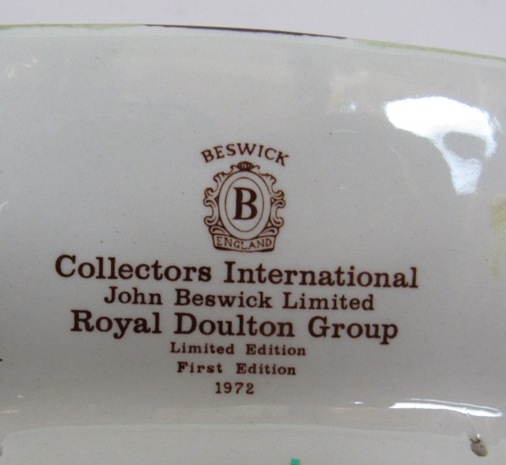 BESWICK
B
ENGLAND
Collectors International
John Beswick Limited
Royal Doulton Group
Limited Edition
First Edition
1972